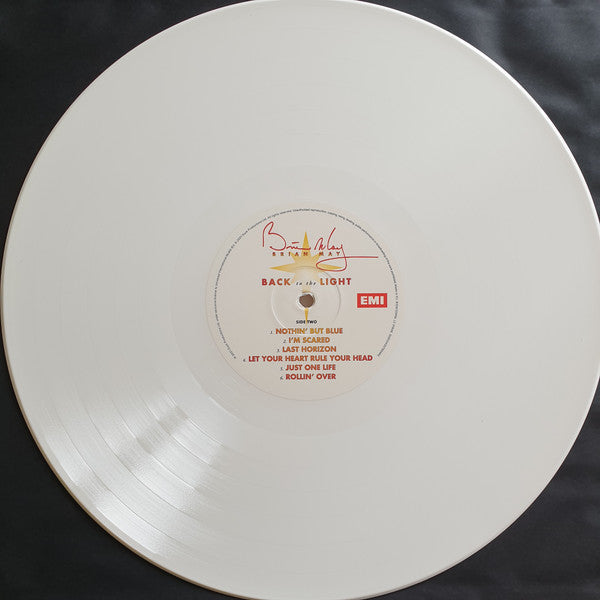 Brian May
BRIAN MAY
BACK to the LIGHT
EMI
SIDE TWO
1. NOTHIN' BUT BLUE
2. I'M SCARED
3. LAST HORIZON
4. LET YOUR HEART RULE YOUR HEAD
5. JUST ONE LIFE
6. ROLLIN' OVER